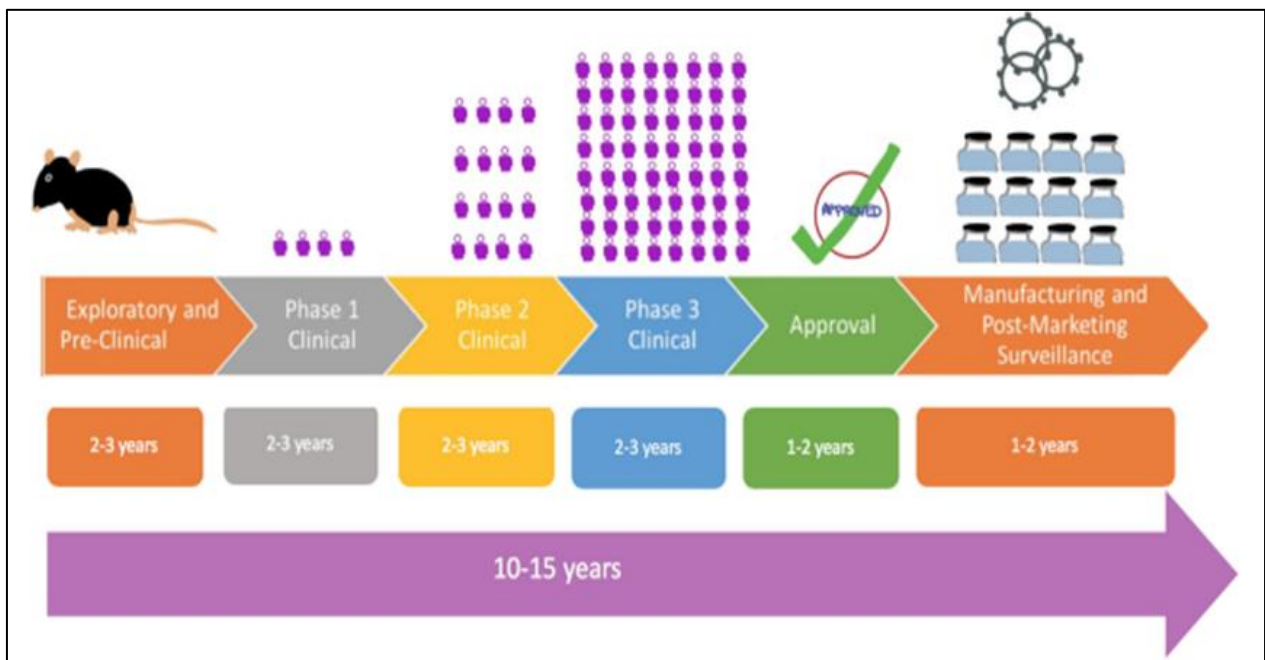 APPROVED
Exploratory and
Pre-Clinical
Phase 1
Clinical
Phase 2
Clinical
Phase 3
Clinical
Approval
Manufacturing and
Post-Marketing
Surveillance
2-3 years
2-3 years
2-3 years
2-3 years
1-2 years
1-2 years
10-15 years